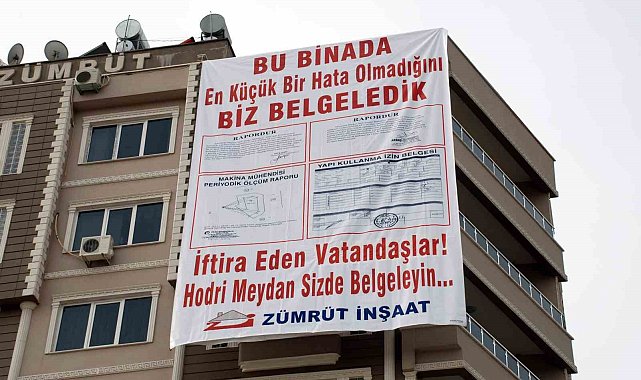 ZÜMRÜT
BU BİNADA
En Küçük Bir Hata Olmadığını
BİZ BELGELEDİK
RAPORDUR
RAPORDUR
MAKİNA MÜHENDİSİ
PERİYODİK ÖLÇÜM RAPORU
YAPI KULLANMA İZİN BELGESİ
İftira Eden Vatandaşlar!
Hodri Meydan Sizde Belgeleyin...
ZÜMRÜT İNŞAAT